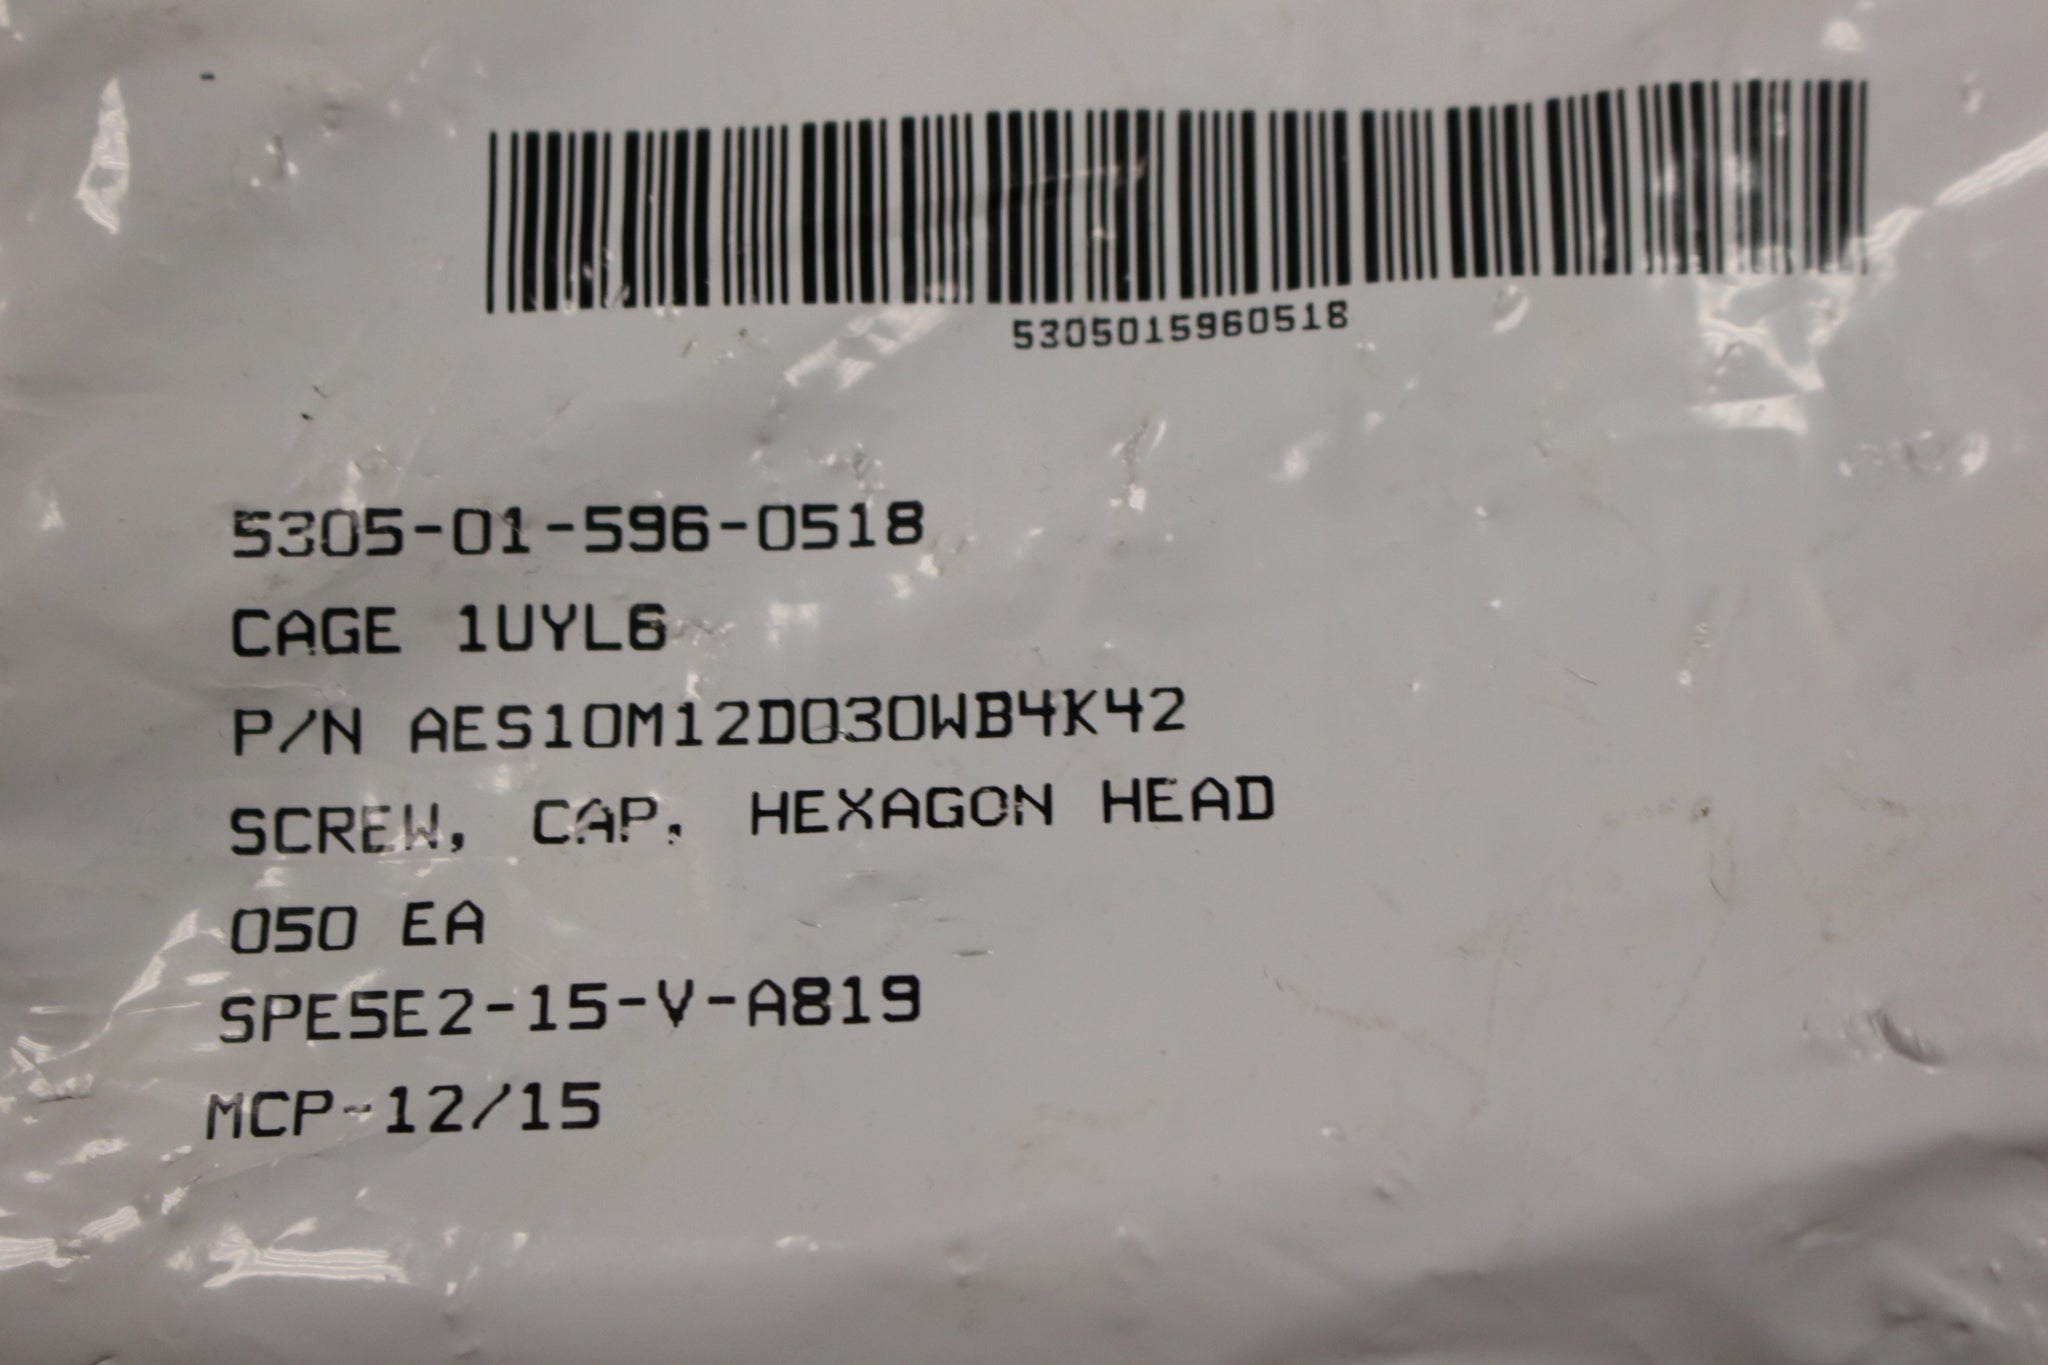 5305015960518
5305-01-596-0518
CAGE 1UYL6
P/N AES10M12D030WB4K42
SCREW, CAP, HEXAGON HEAD
050 EA
SPE5E2-15-V-A819
MCP-12/15